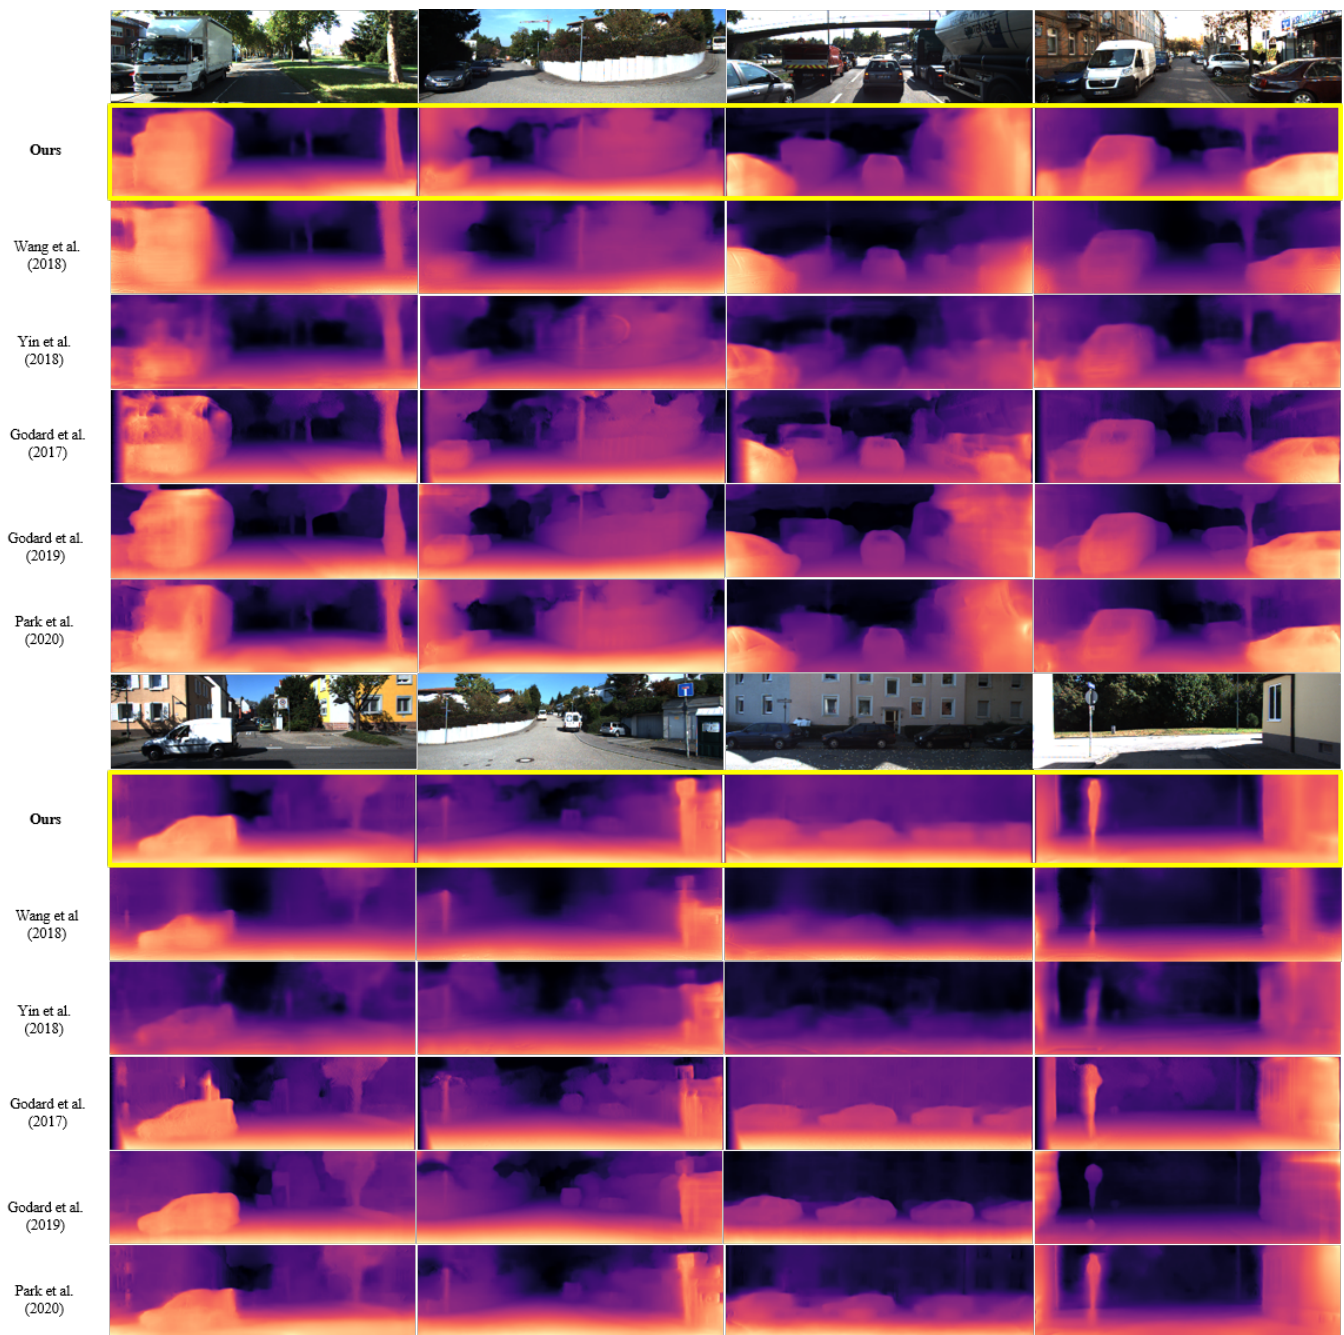 Ours
Wang et al.
(2018)
Yin et al.
(2018)
Godard et al.
(2017)
Godard et al.
(2019)
Park et al.
(2020)
Ours
Wang et al
(2018)
Yin et al.
(2018)
Godard et al.
(2017)
Godard et al.
(2019)
Park et al.
(2020)